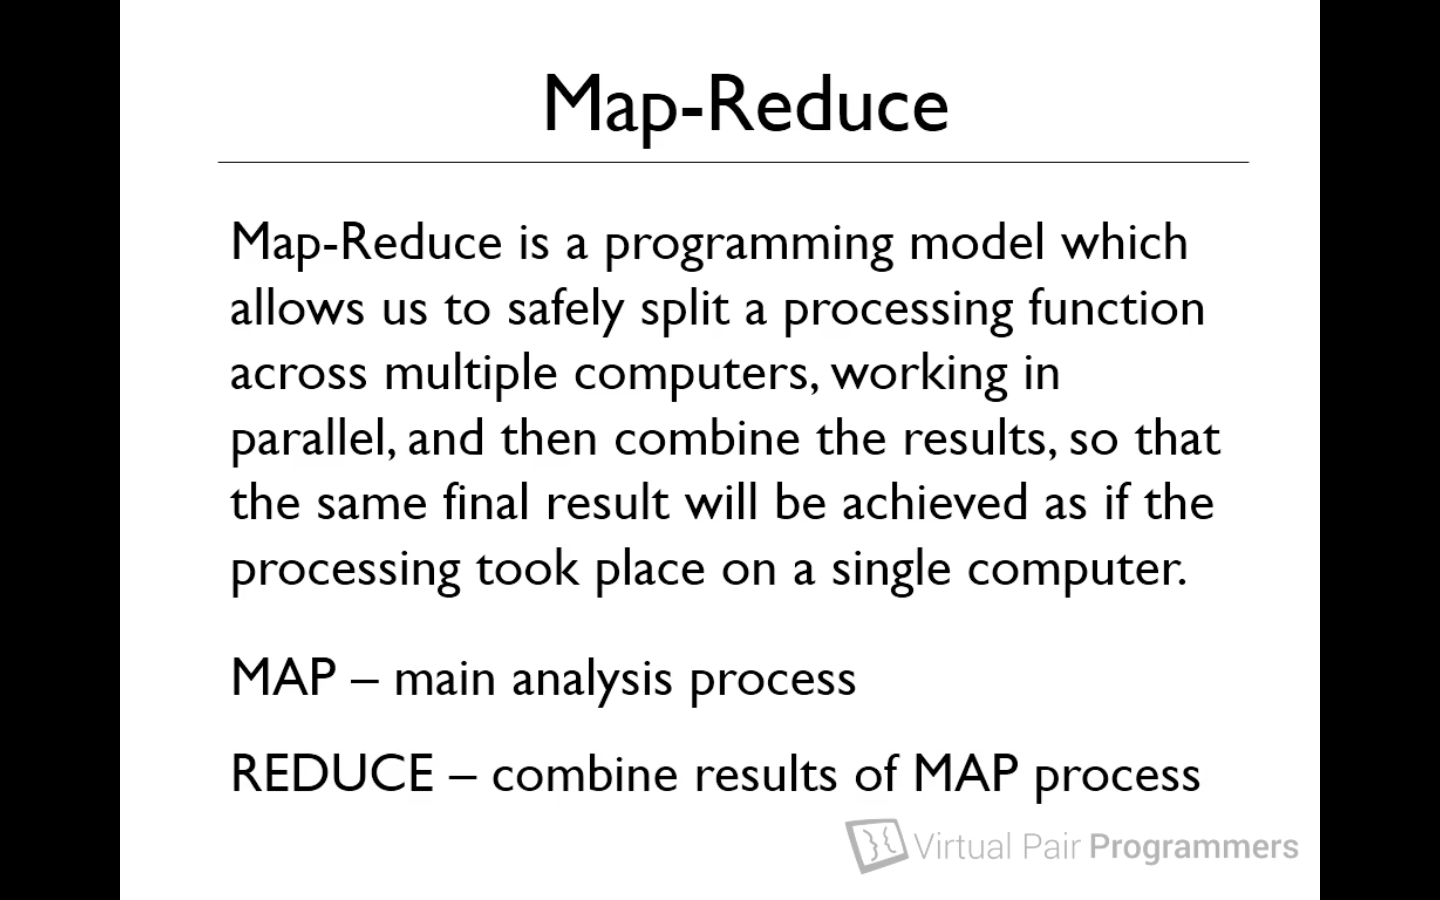 Map-Reduce
Map-Reduce is a programming model which
allows us to safely split a processing function
across multiple computers, working in
parallel, and then combine the results, so that
the same final result will be achieved as if the
processing took place on a single computer.
MAP – main analysis process
REDUCE – combine results of MAP process
Virtual Pair Programmers